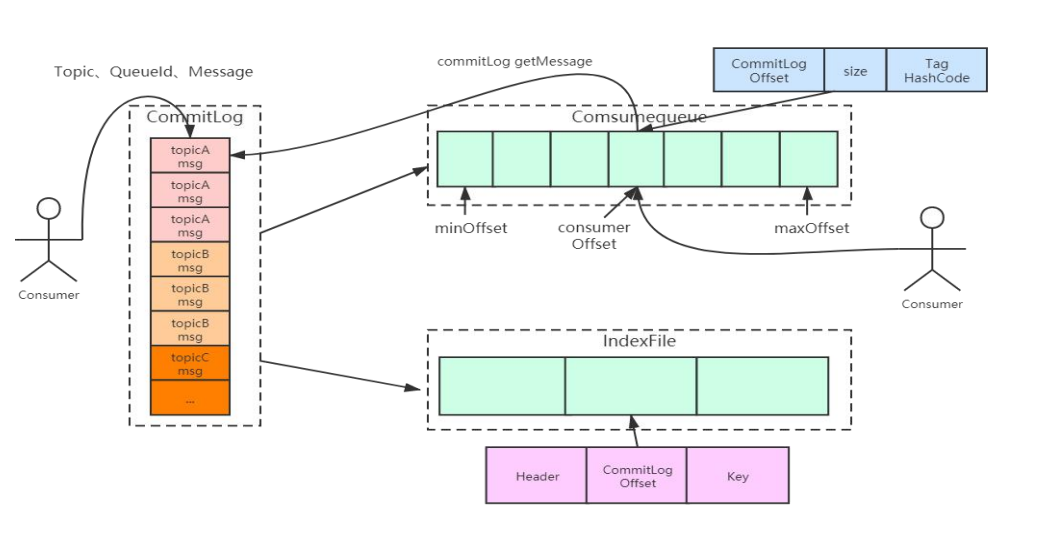 Topic、QueueId、Message
commitLog getMessage
CommitLog
Offset
size
Tag
HashCode
CommitLog
Comsumequeue
topicA
msg
topicA
msg
topicA
msg
topicB
msg
topicB
msg
topicB
msg
topicC
msg
...
minOffset
consumer
Offset
maxOffset
Consumer
Consumer
IndexFile
Header
CommitLog
Offset
Key